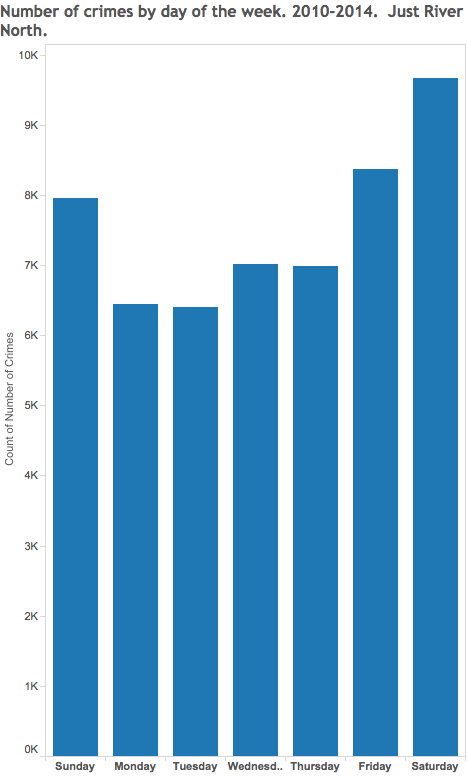 Number of crimes by day of the week. 2010-2014.  Just River
North.
10K
9K
8K
7K
6K
5K
4K
3K
2K
1K
0K
Count of Number of Crimes
Sunday
Monday
Tuesday
Wednesd..
Thursday
Friday
Saturday